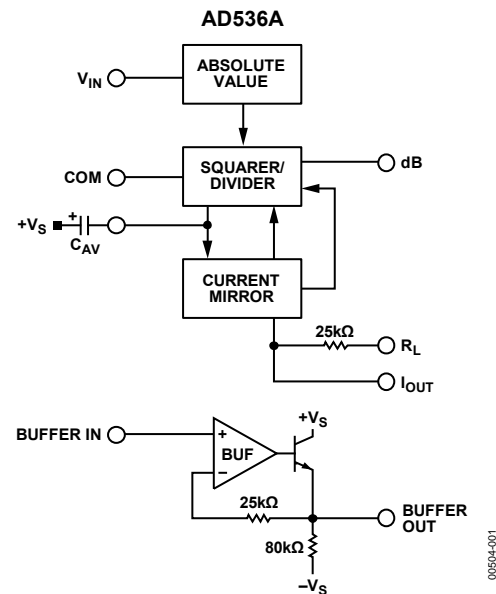 AD536A
ABSOLUTE
VALUE
VIN
SQUARER/
DIVIDER
COM
dB
+VS
+
CAV
CURRENT
MIRROR
25kΩ
RL
IOUT
+VS
BUFFER IN
+
BUF
–
25kΩ
BUFFER
OUT
80kΩ
–VS
00504-001